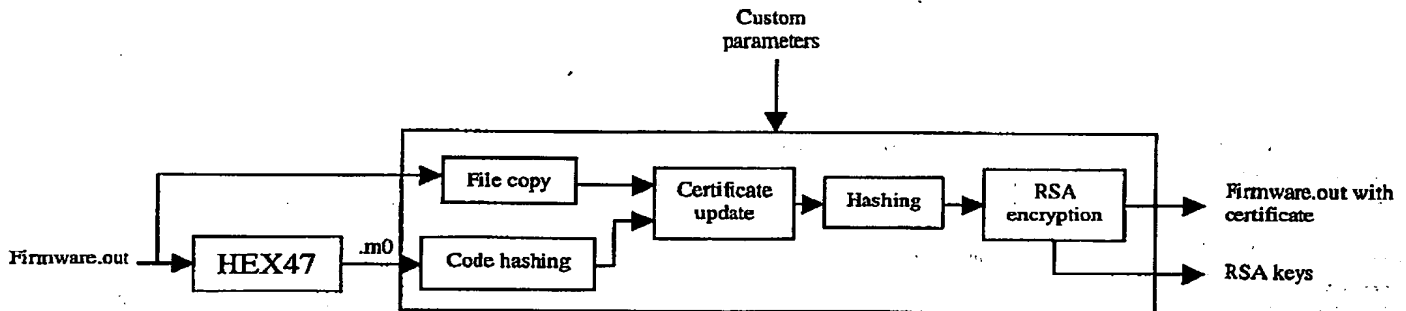 Custom
parameters
File copy
Certificate
update
Hashing
RSA
encryption
Firmware.out with
certificate
Firmware.out
HEX47
.m0
Code hashing
RSA keys